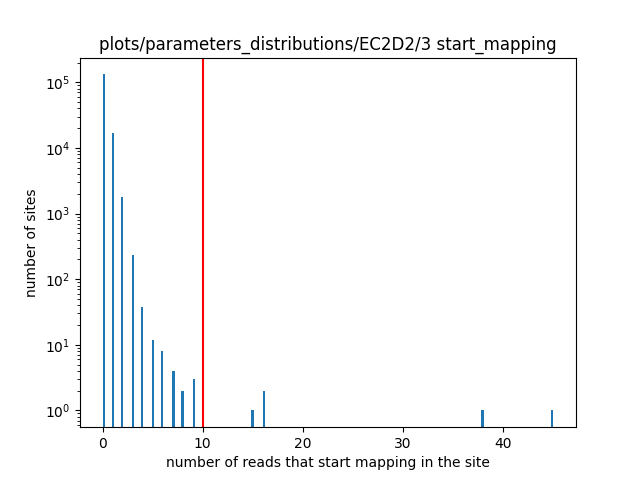 plots/parameters_distributions/EC2D2/3 start_mapping
10^5
10^4
10^3
10^2
10^1
10^0
number of sites
0 10 20 30 40
number of reads that start mapping in the site